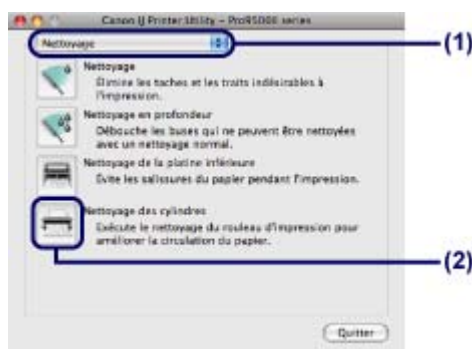 Canon IJ Printer Utility – Pro9500II series
Nettoyage
(1)
Nettoyage
Élimine les taches et les traits indésirables à
l'impression.
Nettoyage en profondeur
Débouche les buses qui ne peuvent être nettoyées
avec un nettoyage normal.
Nettoyage de la platine inférieure
Évite les salissures du papier pendant l'impression.
Nettoyage des cylindres
Exécute le nettoyage du rouleau d'impression pour
améliorer la circulation du papier.
(2)
Quitter